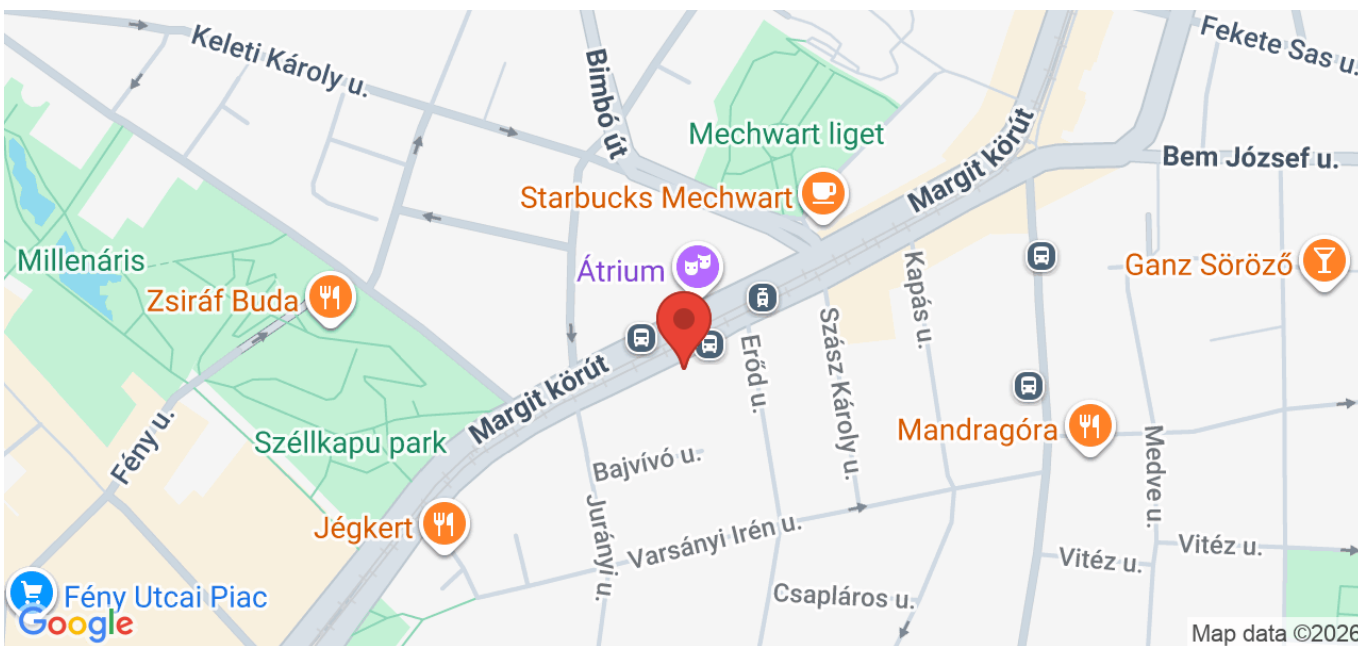 Fekete Sas u.
Keleti Károly u.
Bimbó út
Mechwart liget
Margit körút
Bem József u.
Starbucks Mechwart
Millenáris
Átrium
Kapás u.
Ganz Söröző
Zsiráf Buda
Erőd u.
Szász Károly u.
Margit körút
Fény u.
Széllkapu park
Mandragóra
Bajvívó u.
Medve u.
Jégkert
Jurányi u.
Varsányi Irén u.
Vitéz u.
Vitéz u.
Fény Utcai Piac
Csapláros u.
Google
Map data ©2026